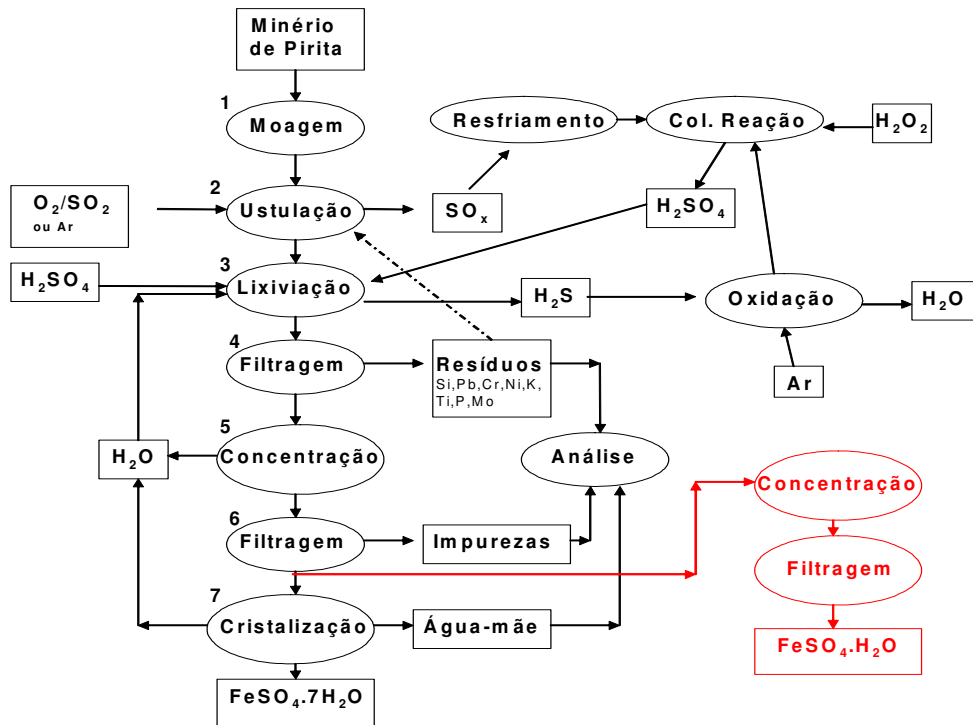 Minério
de Pirita
1
Moagem
Resfriamento
Col. Reação
H₂O₂
2
O₂/SO₂
ou Ar
Ustulação
SOₓ
H₂SO₄
3
H₂SO₄
Lixiviação
H₂S
Oxidação
H₂O
4
Filtragem
Resíduos
Si,Pb,Cr,Ni,K,
Ti,P,Mo
Ar
5
H₂O
Concentração
Análise
Concentração
6
Filtragem
Impurezas
Filtragem
7
Cristalização
Água-mãe
FeSO₄.H₂O
FeSO₄.7H₂O